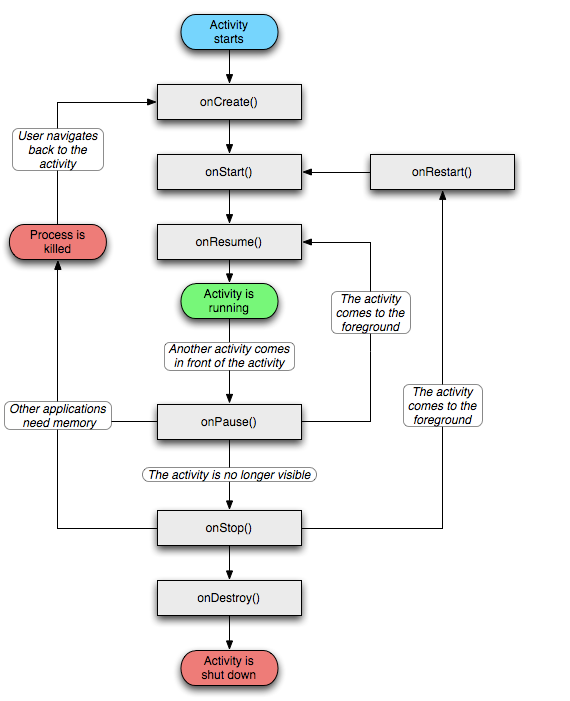 Activity
starts
onCreate()
User navigates
back to the
activity
onStart()
onRestart()
Process is
killed
onResume()
Activity is
running
The activity
comes to the
foreground
Another activity comes
in front of the activity
The activity
comes to the
foreground
Other applications
need memory
onPause()
The activity is no longer visible
onStop()
onDestroy()
Activity is
shut down